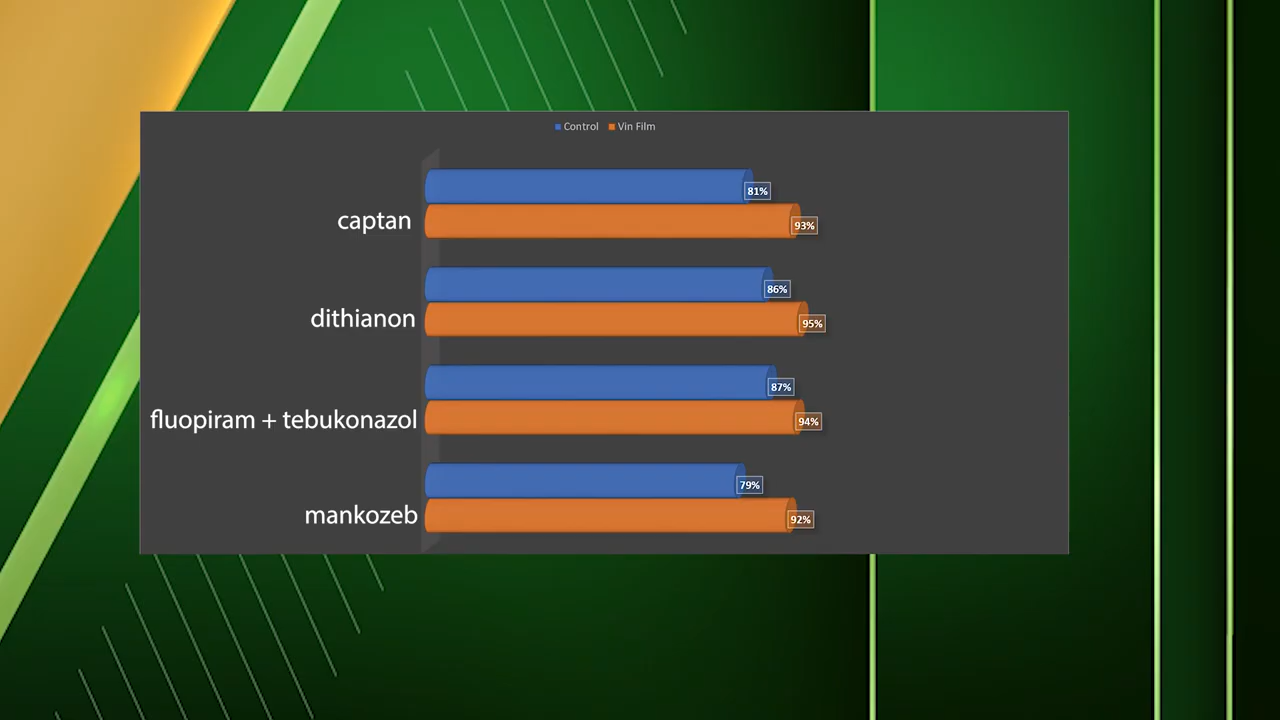 Control Vin Film
81%
captan
93%
86%
dithianon
95%
87%
fluopiram + tebukonazol
94%
79%
mankozeb
92%